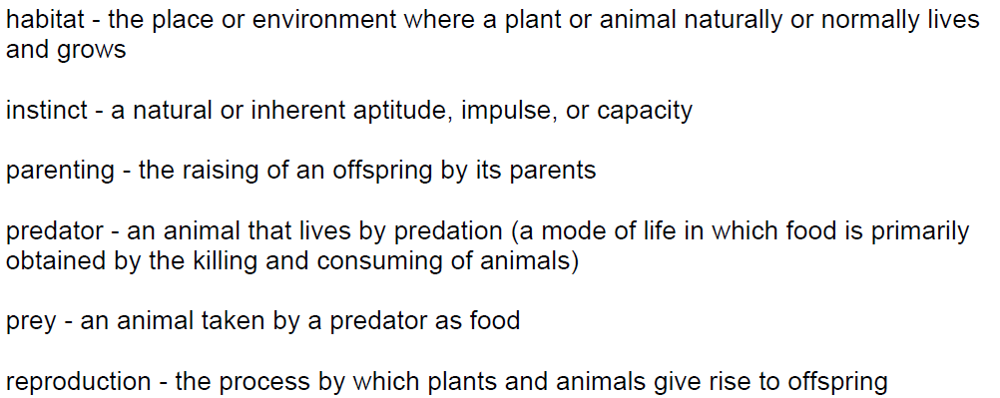 habitat - the place or environment where a plant or animal naturally or normally lives
and grows
instinct - a natural or inherent aptitude, impulse, or capacity
parenting - the raising of an offspring by its parents
predator - an animal that lives by predation (a mode of life in which food is primarily
obtained by the killing and consuming of animals)
prey - an animal taken by a predator as food
reproduction - the process by which plants and animals give rise to offspring